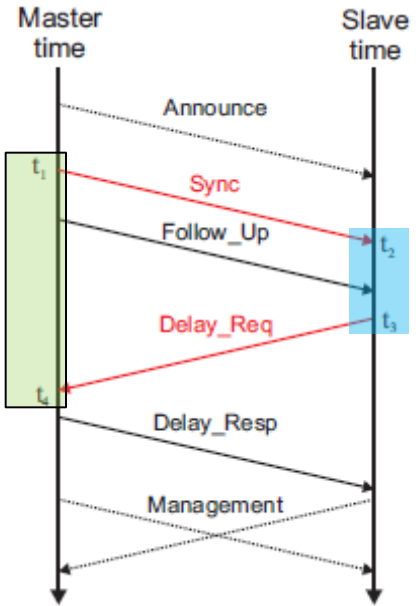 Master
time
Slave
time
Announce
t1
Sync
t2
Follow_Up
t3
Delay_Req
t4
Delay_Resp
Management